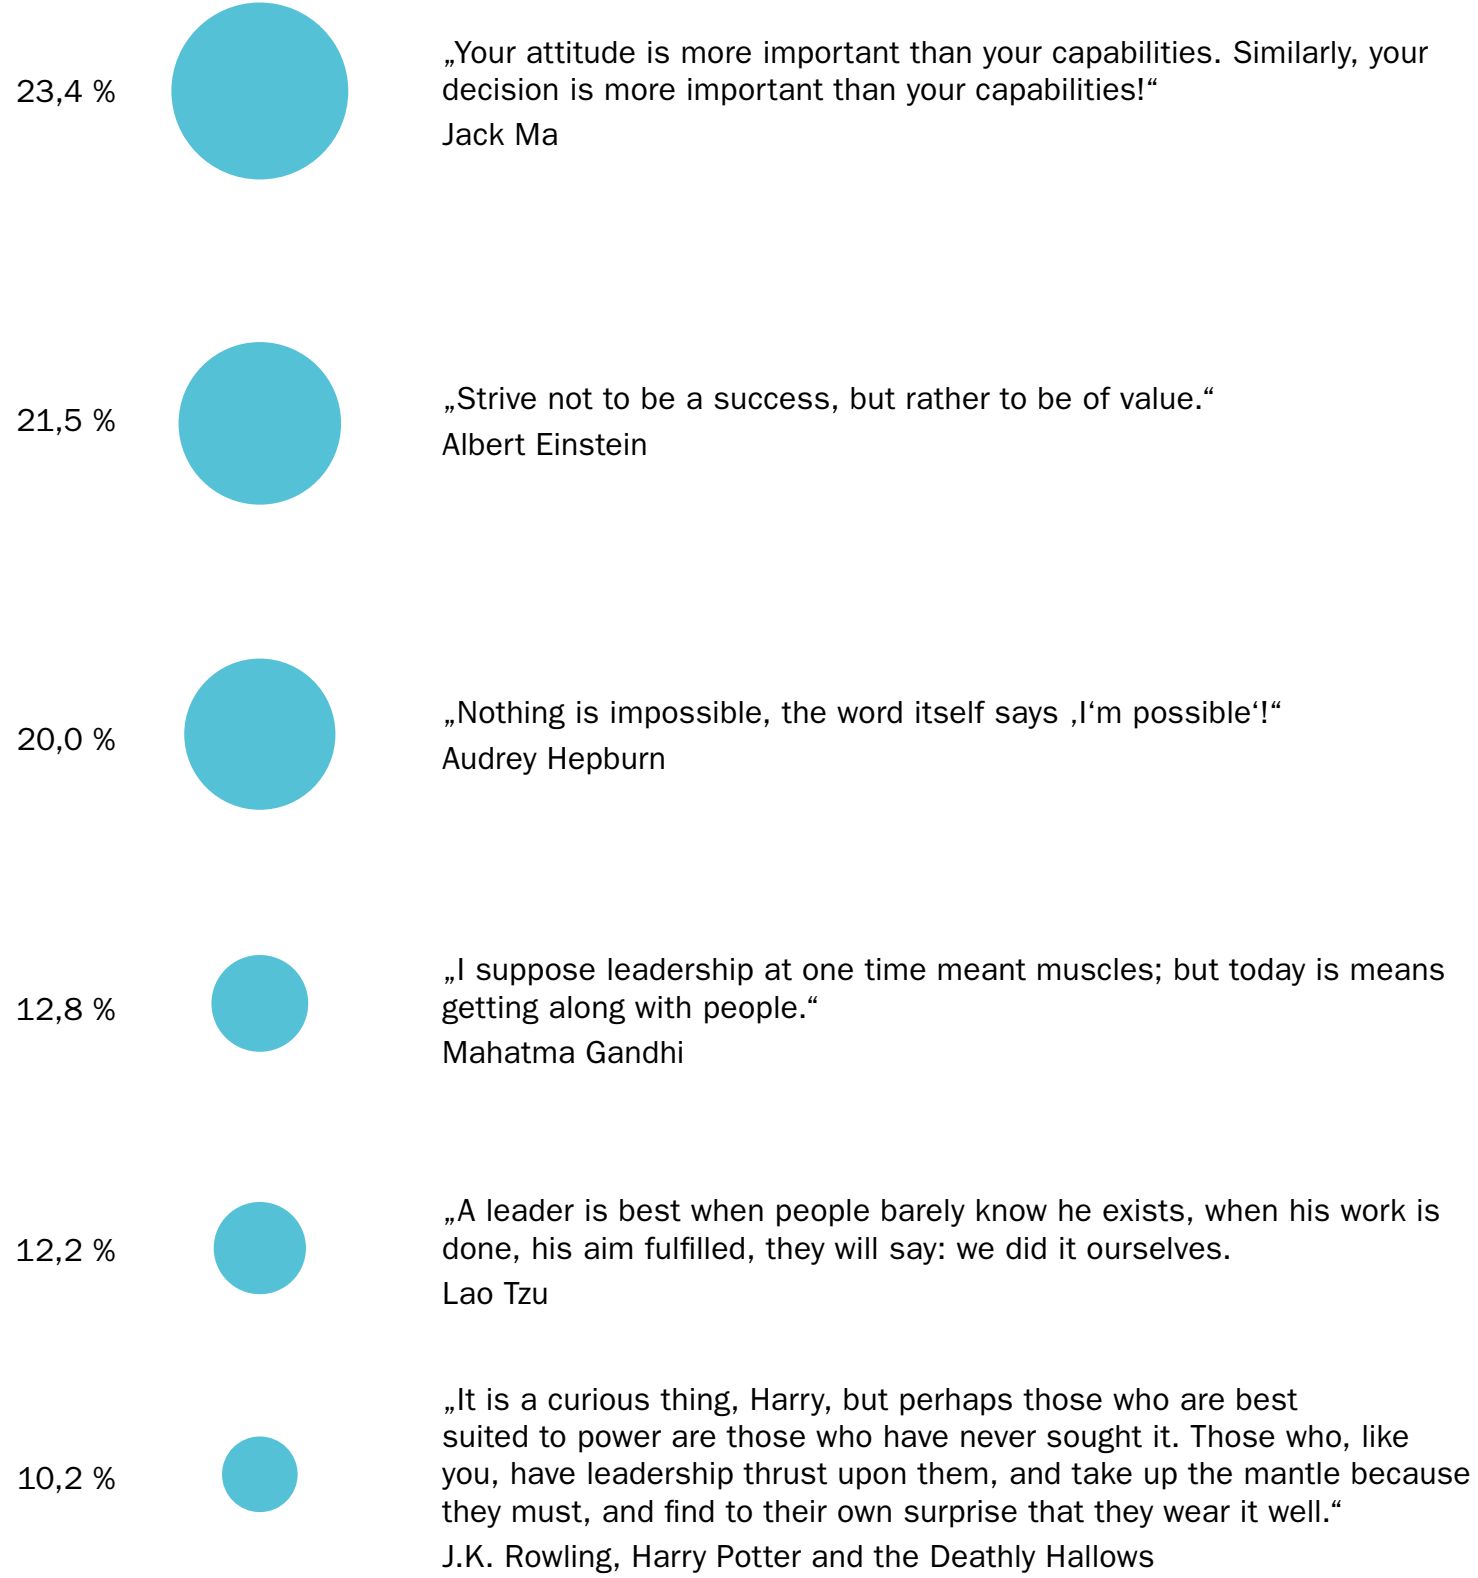 23,4 %
„Your attitude is more important than your capabilities. Similarly, your
decision is more important than your capabilities!“
Jack Ma
21,5 %
„Strive not to be a success, but rather to be of value.“
Albert Einstein
20,0 %
„Nothing is impossible, the word itself says ‚I‘m possible‘!“
Audrey Hepburn
12,8 %
„I suppose leadership at one time meant muscles; but today is means
getting along with people.“
Mahatma Gandhi
12,2 %
„A leader is best when people barely know he exists, when his work is
done, his aim fulfilled, they will say: we did it ourselves.
Lao Tzu
10,2 %
„It is a curious thing, Harry, but perhaps those who are best
suited to power are those who have never sought it. Those who, like
you, have leadership thrust upon them, and take up the mantle because
they must, and find to their own surprise that they wear it well.“
J.K. Rowling, Harry Potter and the Deathly Hallows